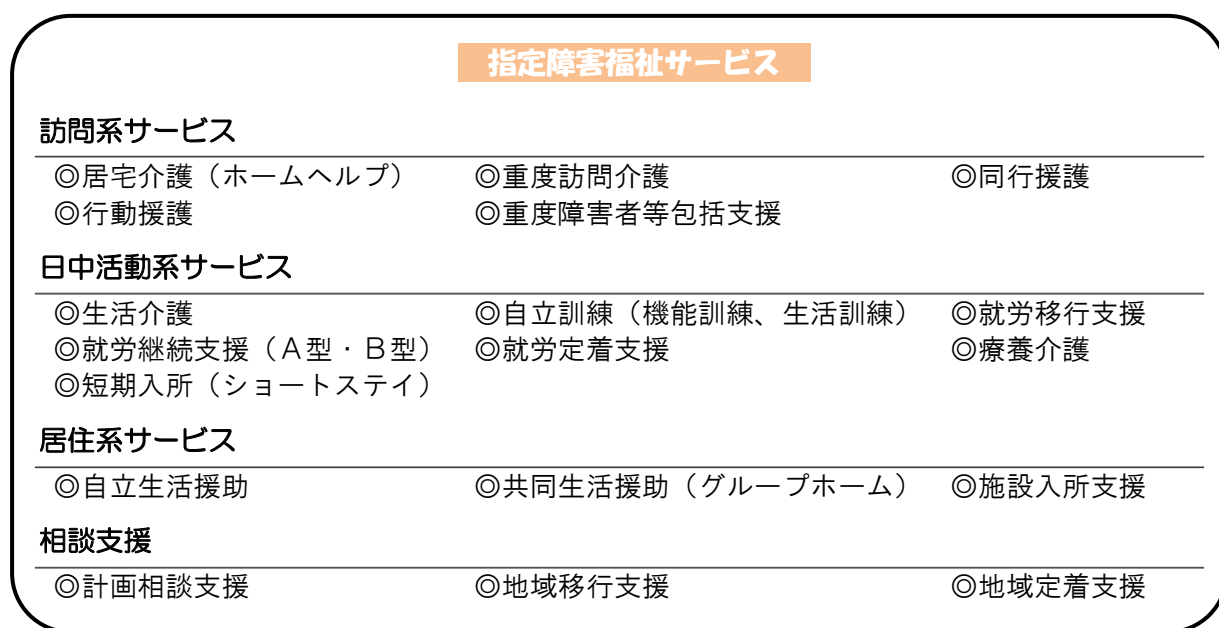 指定障害福祉サービス
訪問系サービス
◎居宅介護（ホームヘルプ） ◎重度訪問介護 ◎同行援護
◎行動援護 ◎重度障害者等包括支援
日中活動系サービス
◎生活介護 ◎自立訓練（機能訓練、生活訓練） ◎就労移行支援
◎就労継続支援（Ａ型・Ｂ型） ◎就労定着支援 ◎療養介護
◎短期入所（ショートステイ）
居住系サービス
◎自立生活援助 ◎共同生活援助（グループホーム） ◎施設入所支援
相談支援
◎計画相談支援 ◎地域移行支援 ◎地域定着支援